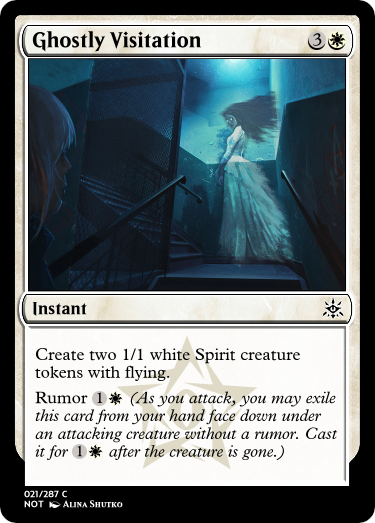 Ghostly Visitation 3
Instant
Create two 1/1 white Spirit creature
tokens with flying.
Rumor 1 (As you attack, you may exile
this card from your hand face down under
an attacking creature without a rumor. Cast
it for 1 after the creature is gone.)
021/287 C
NOT Alina Shutko